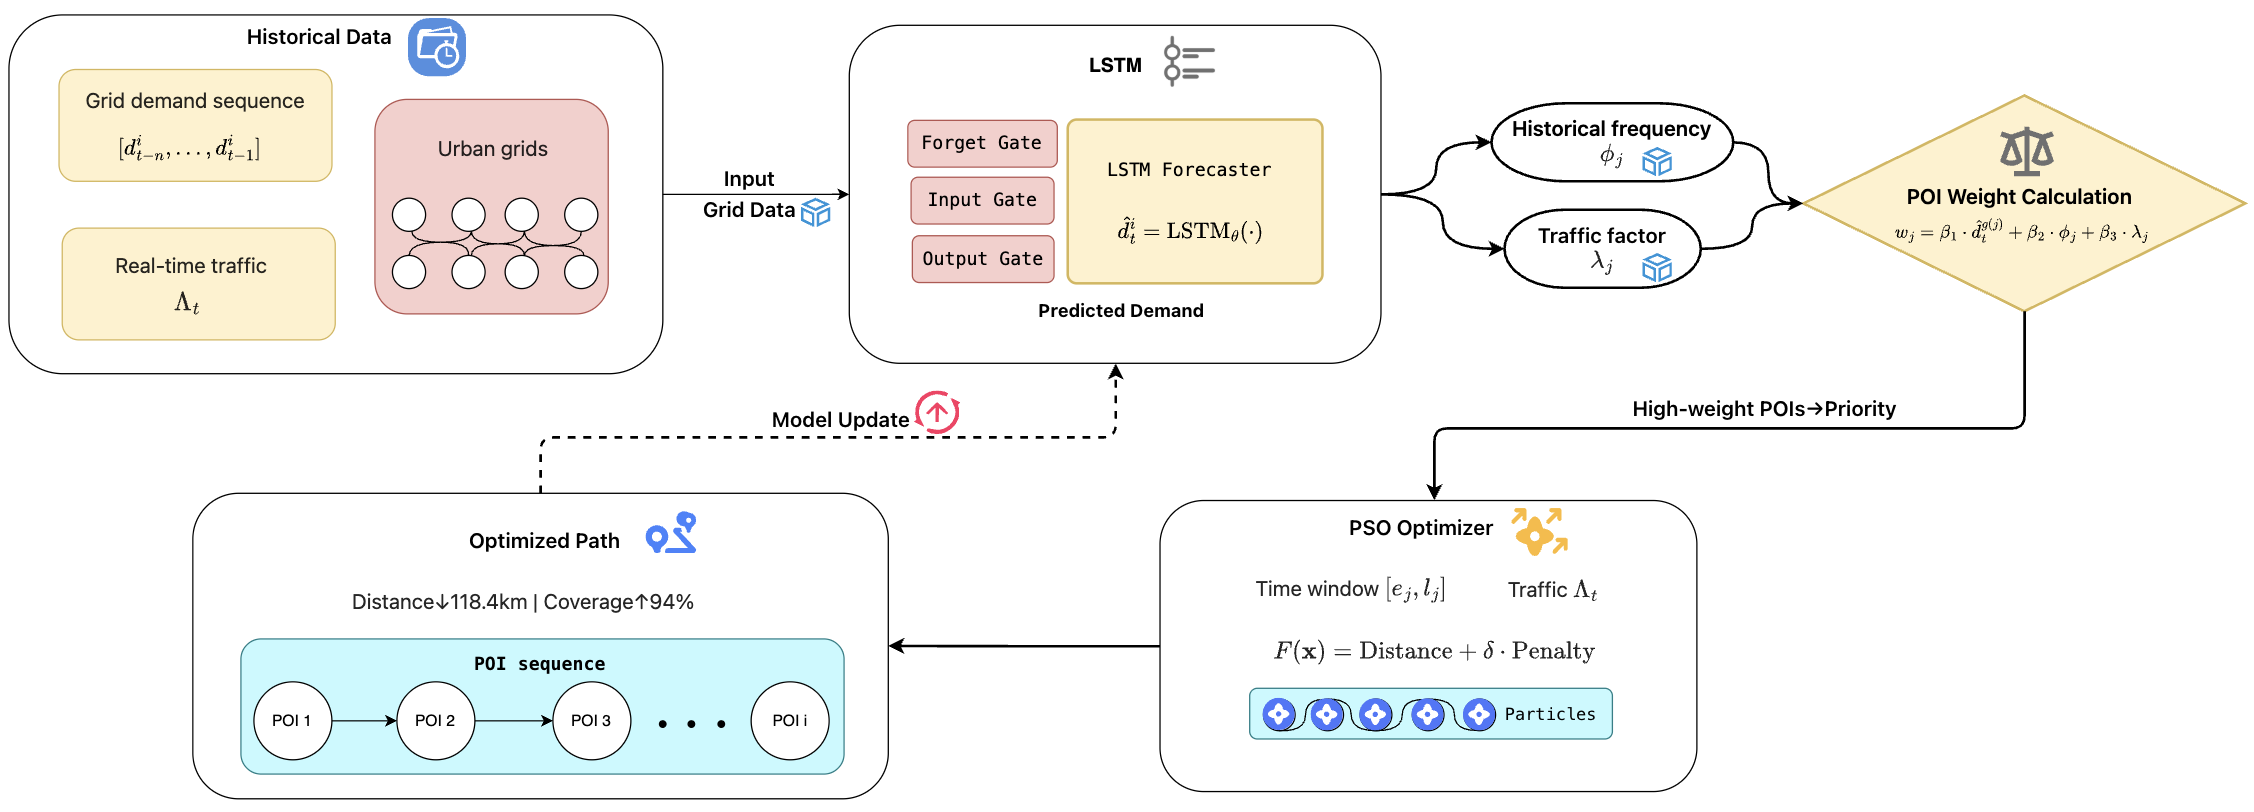 Historical Data
Grid demand sequence
$[d^i_{t-n}, \ldots, d^i_{t-1}]$
Urban grids
Real-time traffic
$\Lambda_t$
Input
Grid Data
LSTM
Forget Gate
Input Gate
Output Gate
LSTM Forecaster
$\hat{d}^i_t = \mathrm{LSTM}_\theta(\cdot)$
Predicted Demand
Historical frequency
$\phi_j$
Traffic factor
$\lambda_j$
POI Weight Calculation
$w_j = \beta_1 \cdot \hat{d}^{g(j)}_t + \beta_2 \cdot \phi_j + \beta_3 \cdot \lambda_j$
High-weight POIs→Priority
Model Update
PSO Optimizer
Time window $[e_j, l_j]$
Traffic $\Lambda_t$
$F(\mathbf{x}) = \mathrm{Distance} + \delta \cdot \mathrm{Penalty}$
Particles
Optimized Path
Distance↓118.4km | Coverage↑94%
POI sequence
POI 1
POI 2
POI 3
• • •
POI i